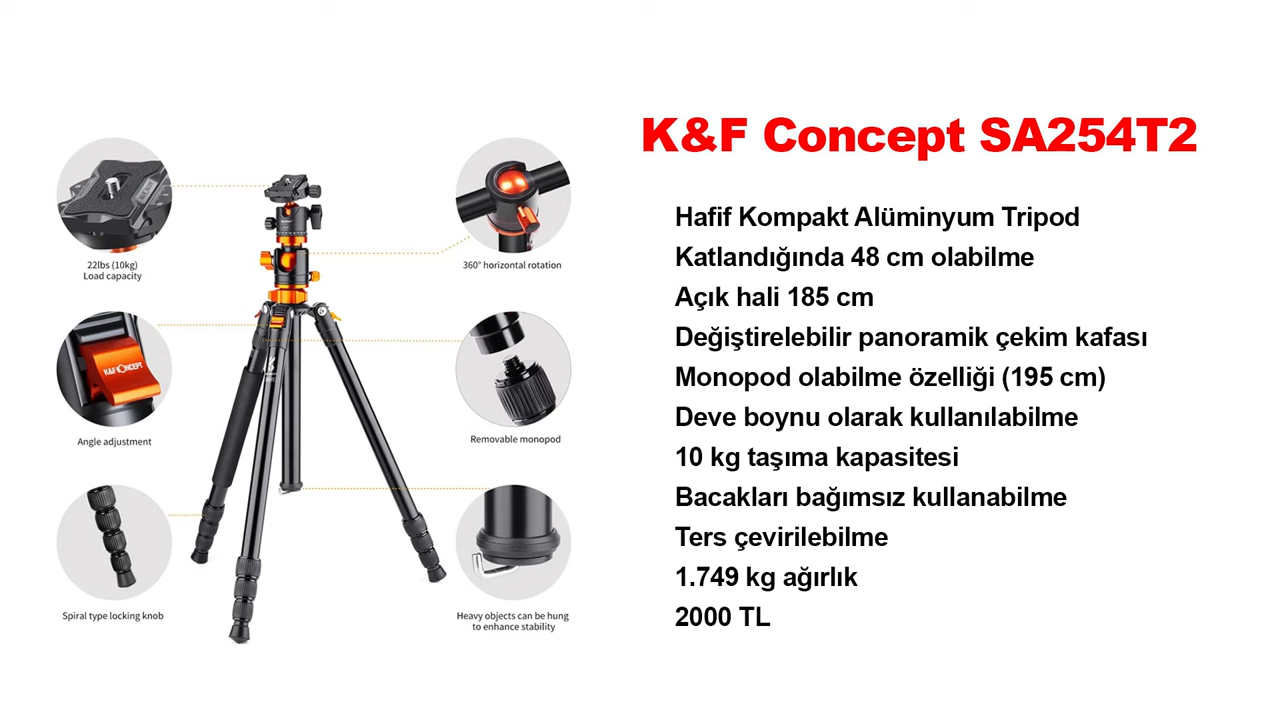 K&F Concept SA254T2
22lbs (10kg)
Load capacity
360° horizontal rotation
K&F CONCEPT
Angle adjustment
Removable monopod
Spiral type locking knob
Heavy objects can be hung
to enhance stability
Hafif Kompakt Alüminyum Tripod
Katlandığında 48 cm olabilme
Açık hali 185 cm
Değiştirelebilir panoramik çekim kafası
Monopod olabilme özelliği (195 cm)
Deve boynu olarak kullanılabilme
10 kg taşıma kapasitesi
Bacakları bağımsız kullanabilme
Ters çevirilebilme
1.749 kg ağırlık
2000 TL